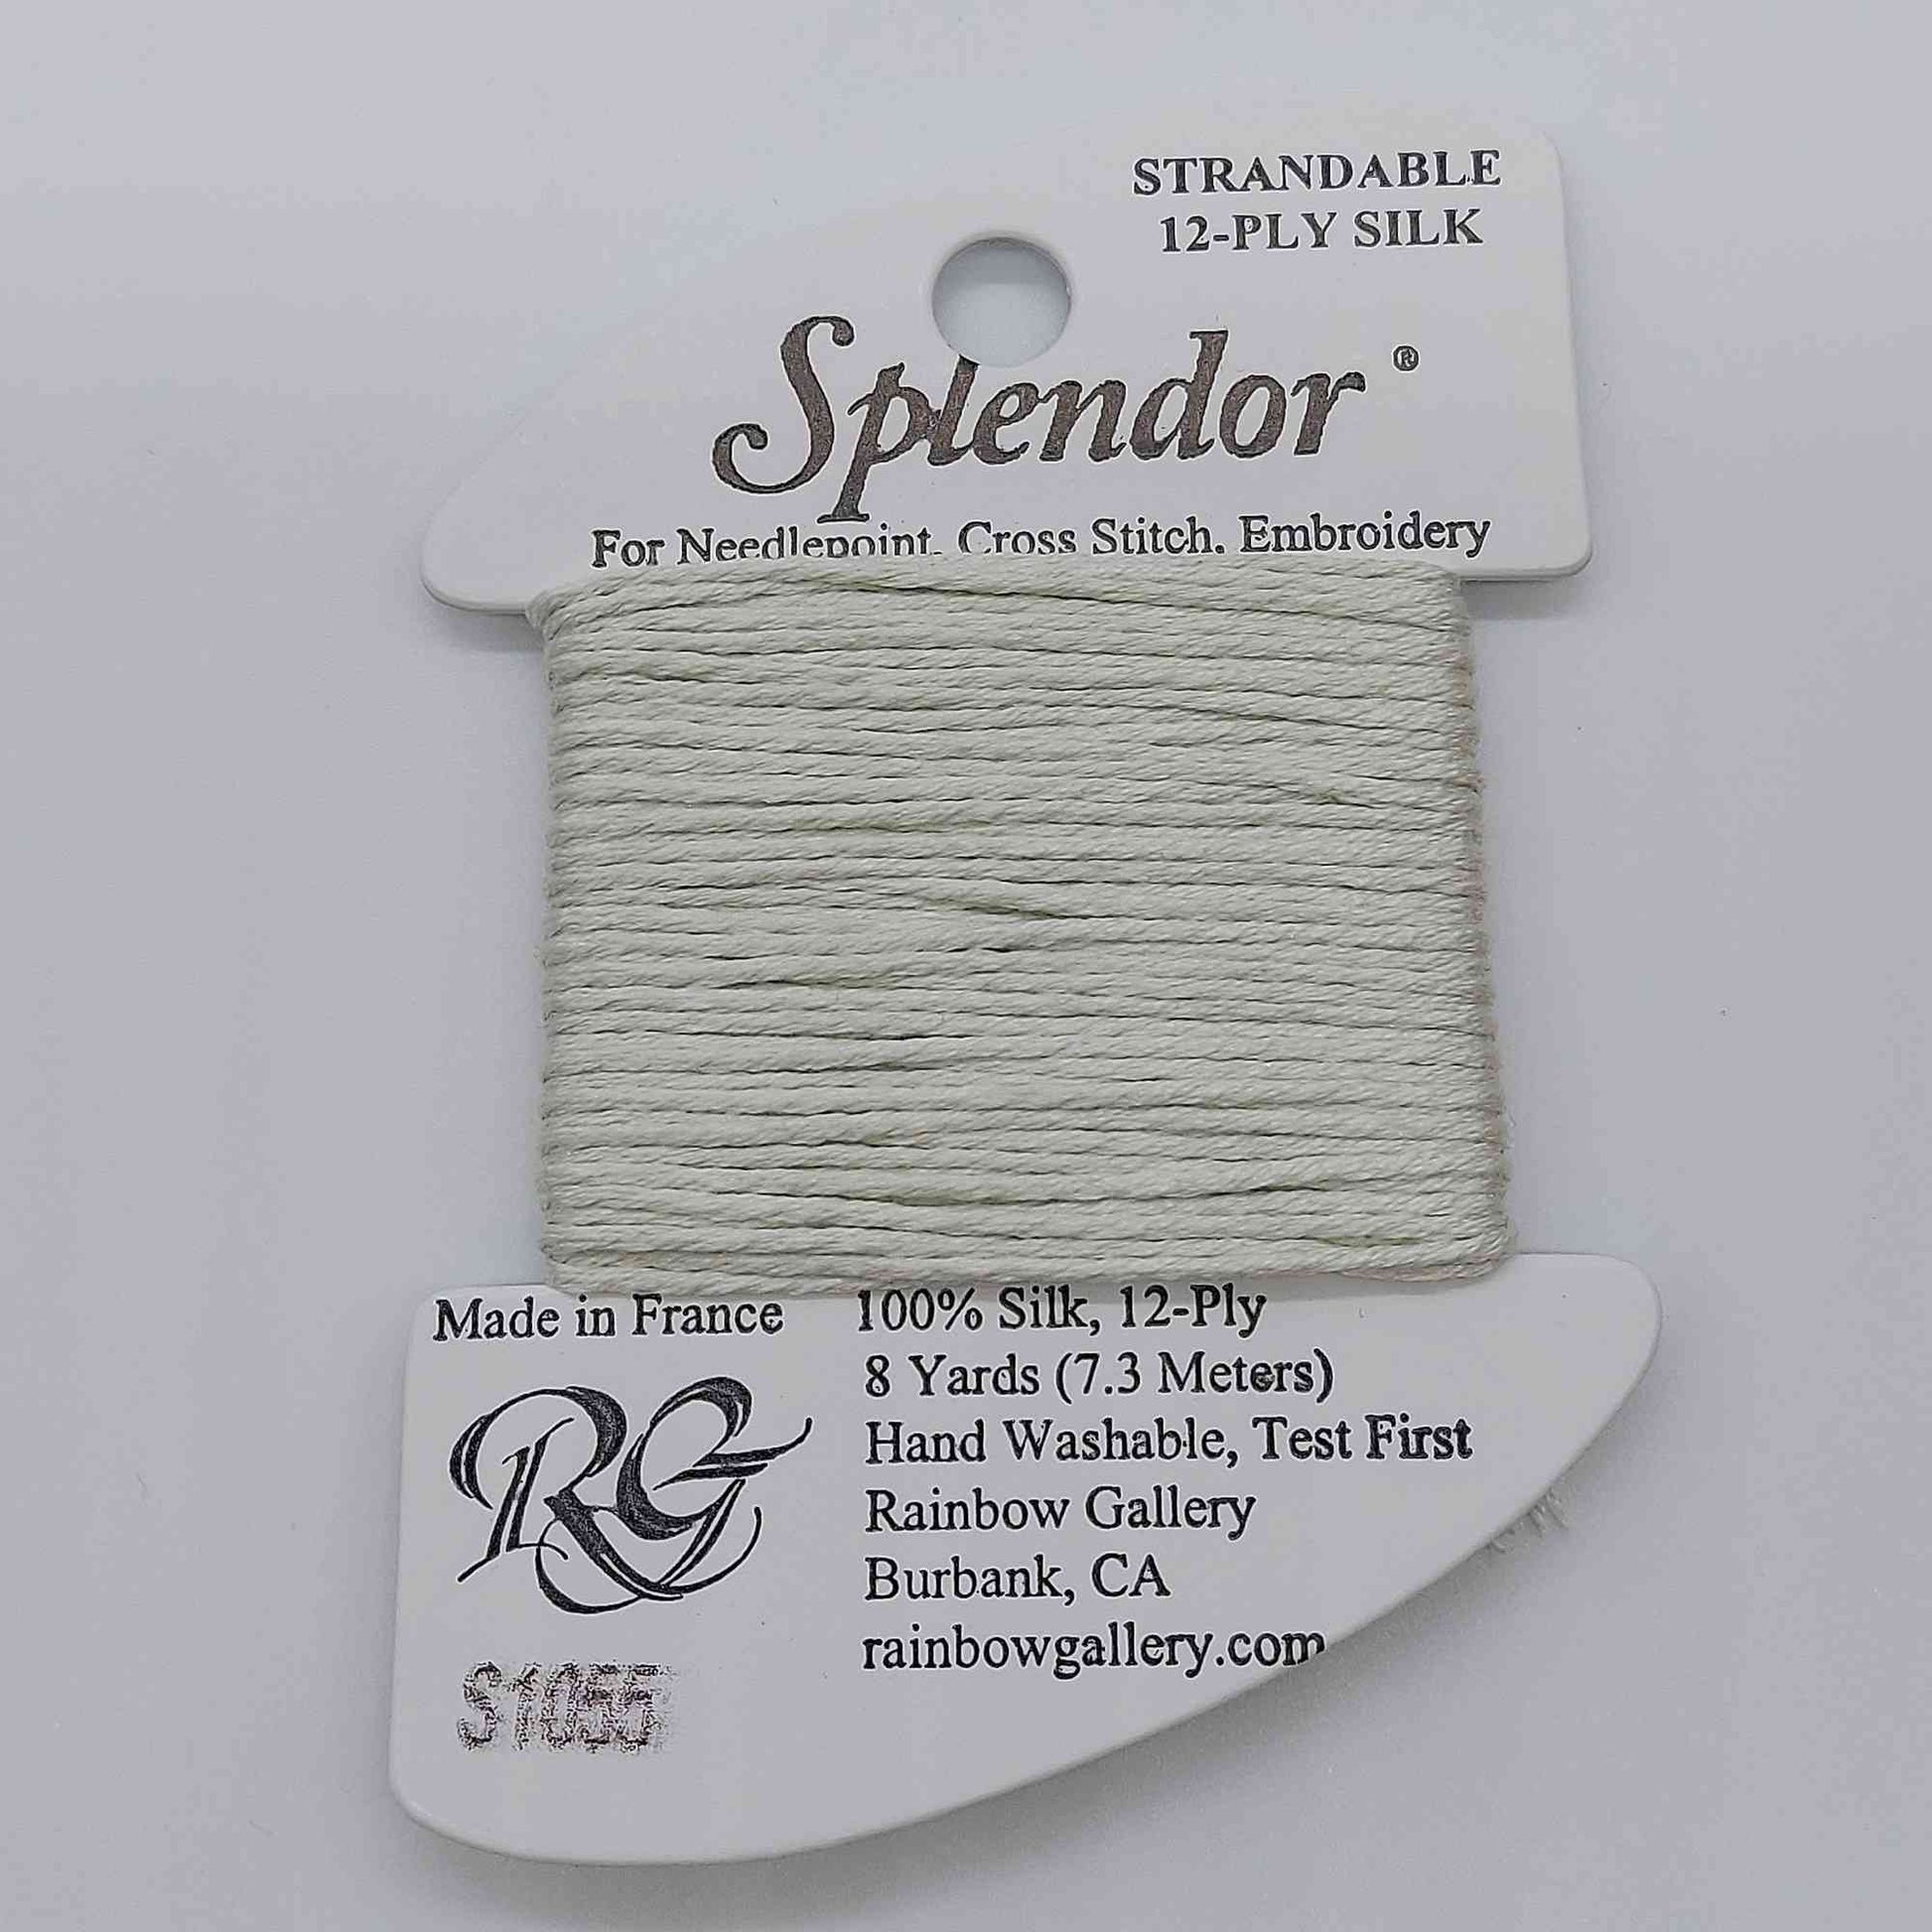 STRANDABLE
12-PLY SILK
Splendor®
For Needlepoint, Cross Stitch, Embroidery
Made in France
100% Silk, 12-Ply
8 Yards (7.3 Meters)
Hand Washable, Test First
Rainbow Gallery
Burbank, CA
rainbowgallery.com
RG
S1055